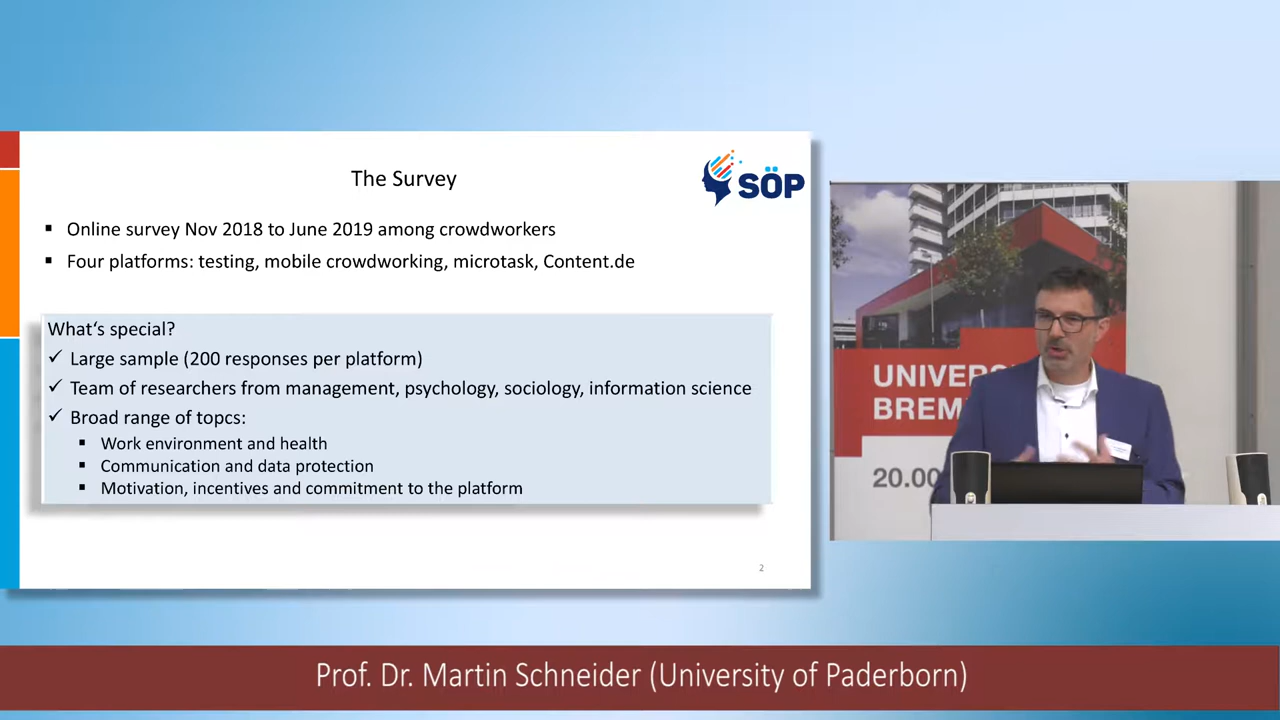 The Survey
SÖP
▪ Online survey Nov 2018 to June 2019 among crowdworkers
▪ Four platforms: testing, mobile crowdworking, microtask, Content.de
What‘s special?
✓ Large sample (200 responses per platform)
✓ Team of researchers from management, psychology, sociology, information science
✓ Broad range of topcs:
▪ Work environment and health
▪ Communication and data protection
▪ Motivation, incentives and commitment to the platform
2
UNIVERS
BREM
20.00
Prof. Dr. Martin Schneider (University of Paderborn)